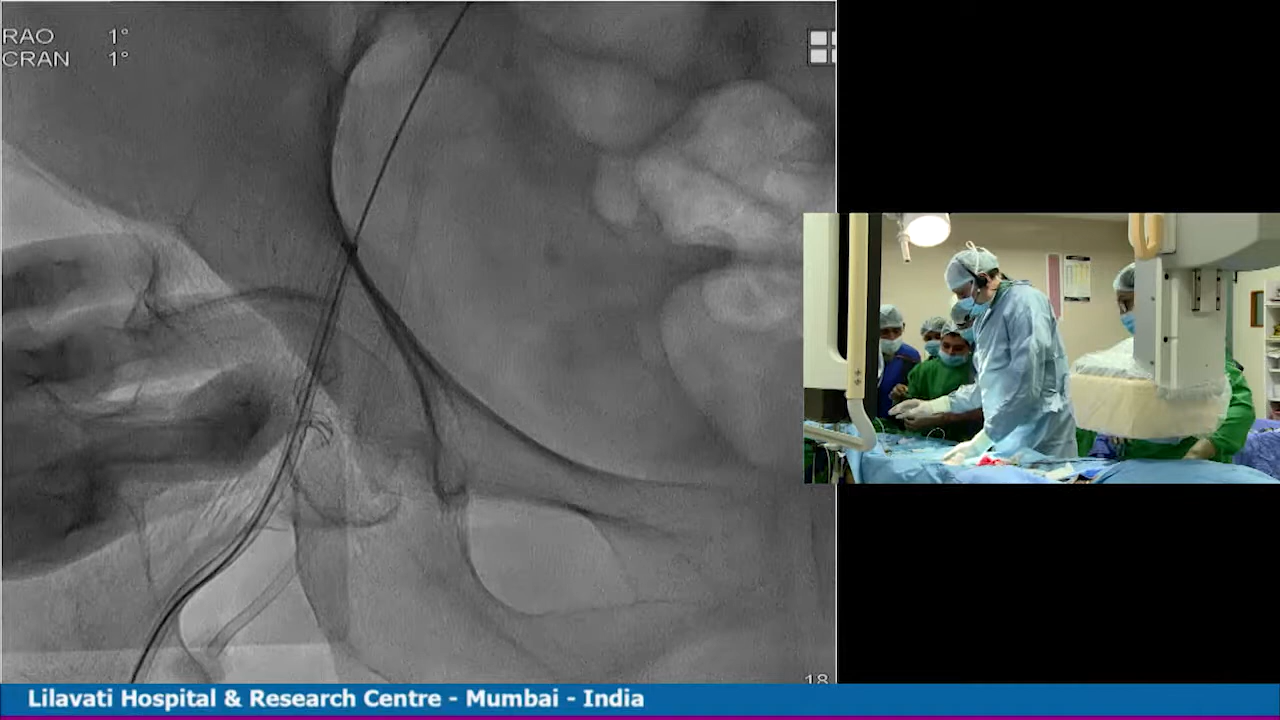 RAO 1°
CRAN 1°
18
Lilavati Hospital & Research Centre - Mumbai - India